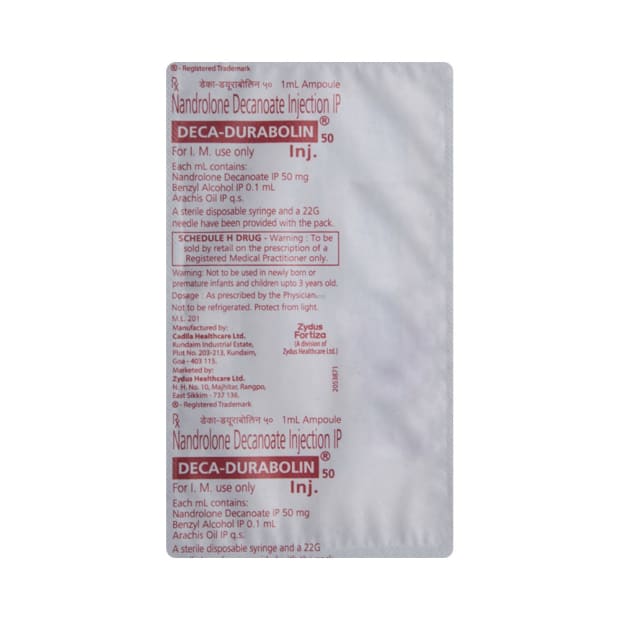 ® - Registered Trademark
Rx डेका-डयूराबोलिन ५० 1mL Ampoule
Nandrolone Decanoate Injection IP
DECA-DURABOLIN® 50
For I. M. use only Inj.
Each mL contains:
Nandrolone Decanoate IP 50 mg
Benzyl Alcohol IP 0.1 mL
Arachis Oil IP q.s.
A sterile disposable syringe and a 22G
needle have been provided with the pack.
SCHEDULE H DRUG - Warning : To be
sold by retail on the prescription of a
Registered Medical Practitioner only.
Warning: Not to be used in newly born or
premature infants and children upto 3 years old.
Dosage : As prescribed by the Physician.
Not to be refrigerated. Protect from light.
M.L. 201
Manufactured by:
Cadila Healthcare Ltd.
Kundaim Industrial Estate,
Plot No. 203-213, Kundaim,
Goa - 403 115.
Marketed by:
Zydus Healthcare Ltd.
N. H. No. 10, Majhitar, Rangpo,
East Sikkim - 737 136.
Zydus
Fortiza
(A division of
Zydus Healthcare Ltd.)
2053871
® - Registered Trademark
Rx डेका-डयूराबोलिन ५० 1mL Ampoule
Nandrolone Decanoate Injection IP
DECA-DURABOLIN® 50
For I. M. use only Inj.
Each mL contains:
Nandrolone Decanoate IP 50 mg
Benzyl Alcohol IP 0.1 mL
Arachis Oil IP q.s.
A sterile disposable syringe and a 22G